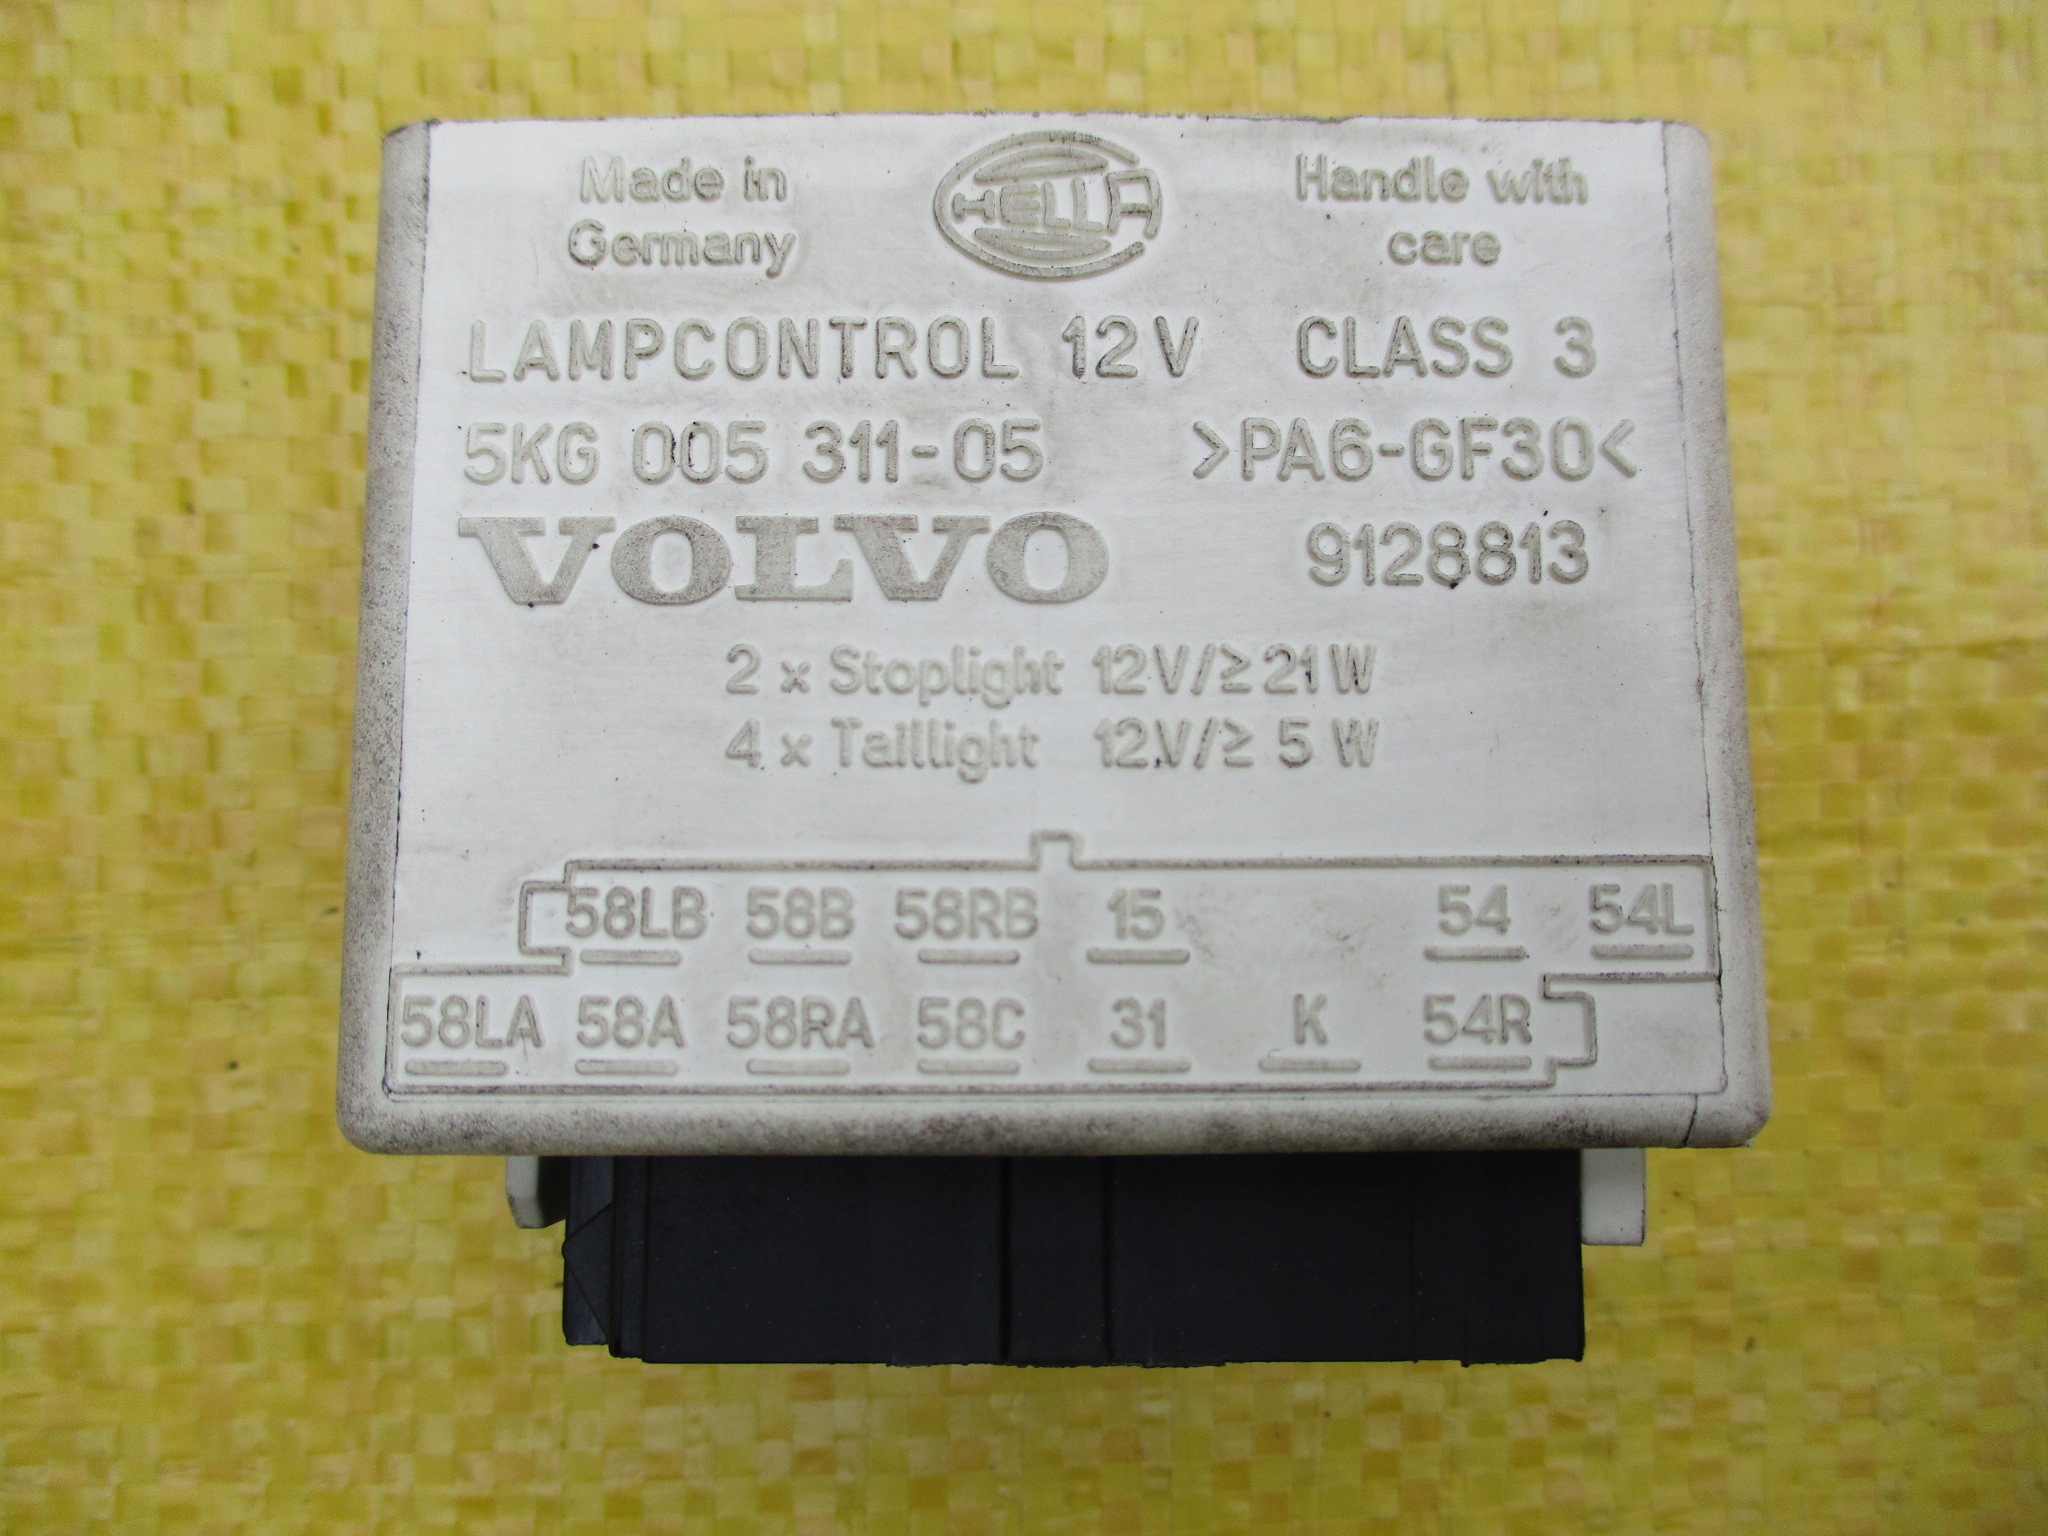 Made in
Germany
HELLA
Handle with
care
LAMPCONTROL 12V CLASS 3
5KG 005 311-05 >PA6-GF30<
VOLVO 9128813
2 x Stoplight 12V/≥21W
4 x Taillight 12V/≥ 5 W
58LB 58B 58RB 15 54 54L
58LA 58A 58RA 58C 31 K 54R